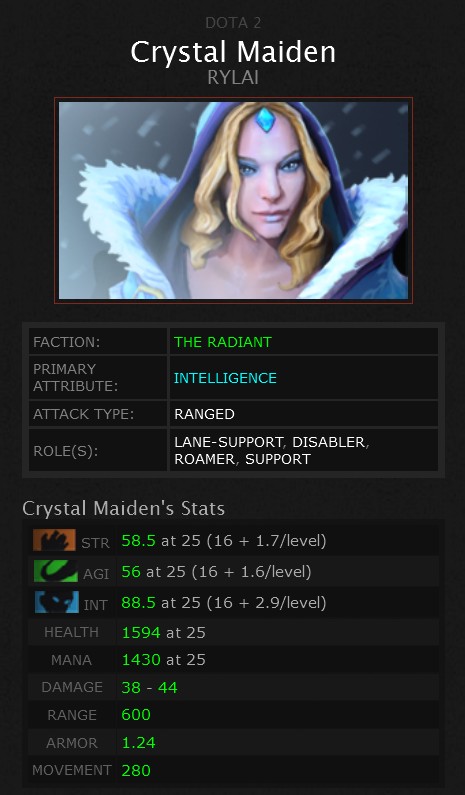 DOTA 2
Crystal Maiden
RYLAI
FACTION: THE RADIANT
PRIMARY
ATTRIBUTE: INTELLIGENCE
ATTACK TYPE: RANGED
ROLE(S): LANE-SUPPORT, DISABLER,
ROAMER, SUPPORT
Crystal Maiden's Stats
STR 58.5 at 25 (16 + 1.7/level)
AGI 56 at 25 (16 + 1.6/level)
INT 88.5 at 25 (16 + 2.9/level)
HEALTH 1594 at 25
MANA 1430 at 25
DAMAGE 38 - 44
RANGE 600
ARMOR 1.24
MOVEMENT 280